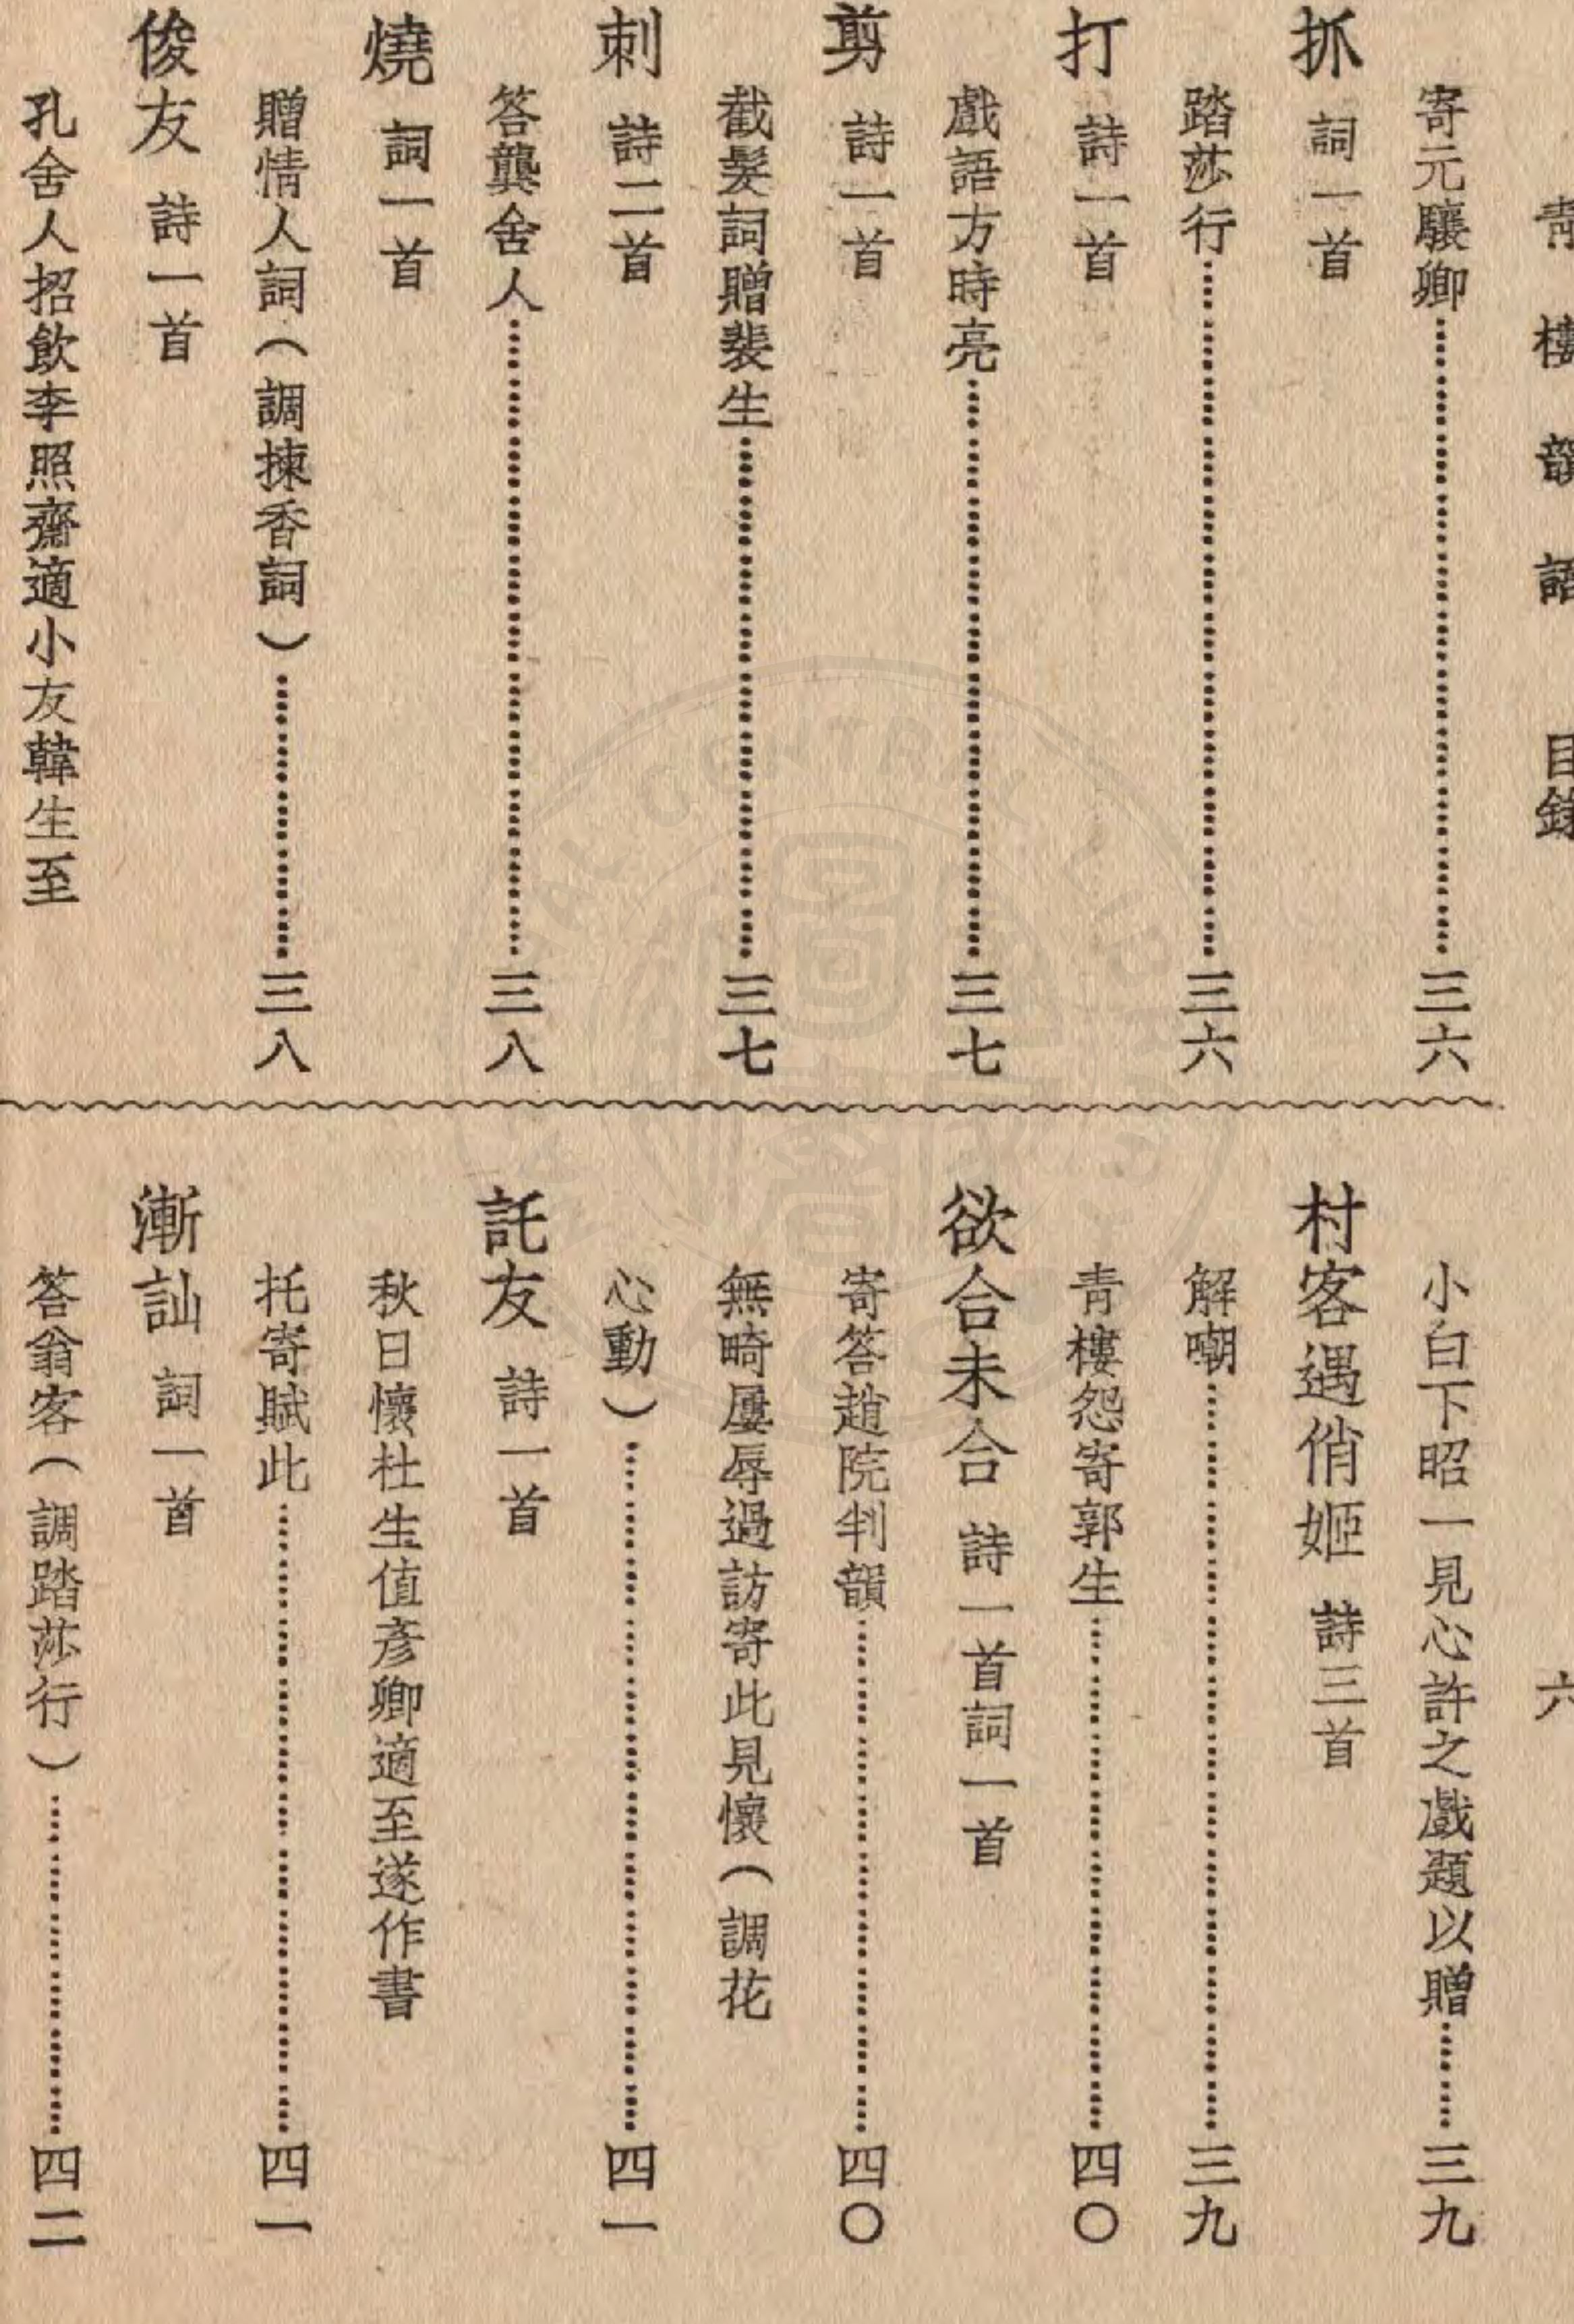 青樓韻語 目錄 六
寄元驤卿……三六
抓 詞一首
踏莎行……三六
打 詩一首
戲語方時亮……三七
剪 詩一首
截髮詞贈裴生……三七
刺 詩二首
答龔舍人……三八
燒 詞一首
贈情人詞(調揀香詞)……三八
俊友 詩一首
孔舍人招飲李照齋適小友韓生至
小白下昭一見心許之戲題以贈……三九
村客遇俏姬 詩三首
解嘲……三九
青樓怨寄郭生……四〇
欲合未合 詩一首詞一首
寄答趙院判韻……四〇
無畸屢辱過訪寄此見懷(調花
心動)……四一
託友 詩一首
秋日懷杜生值彥卿適至遂作書
托寄賦此……四一
漸訕 詞一首
答翁客(調踏莎行)……四二